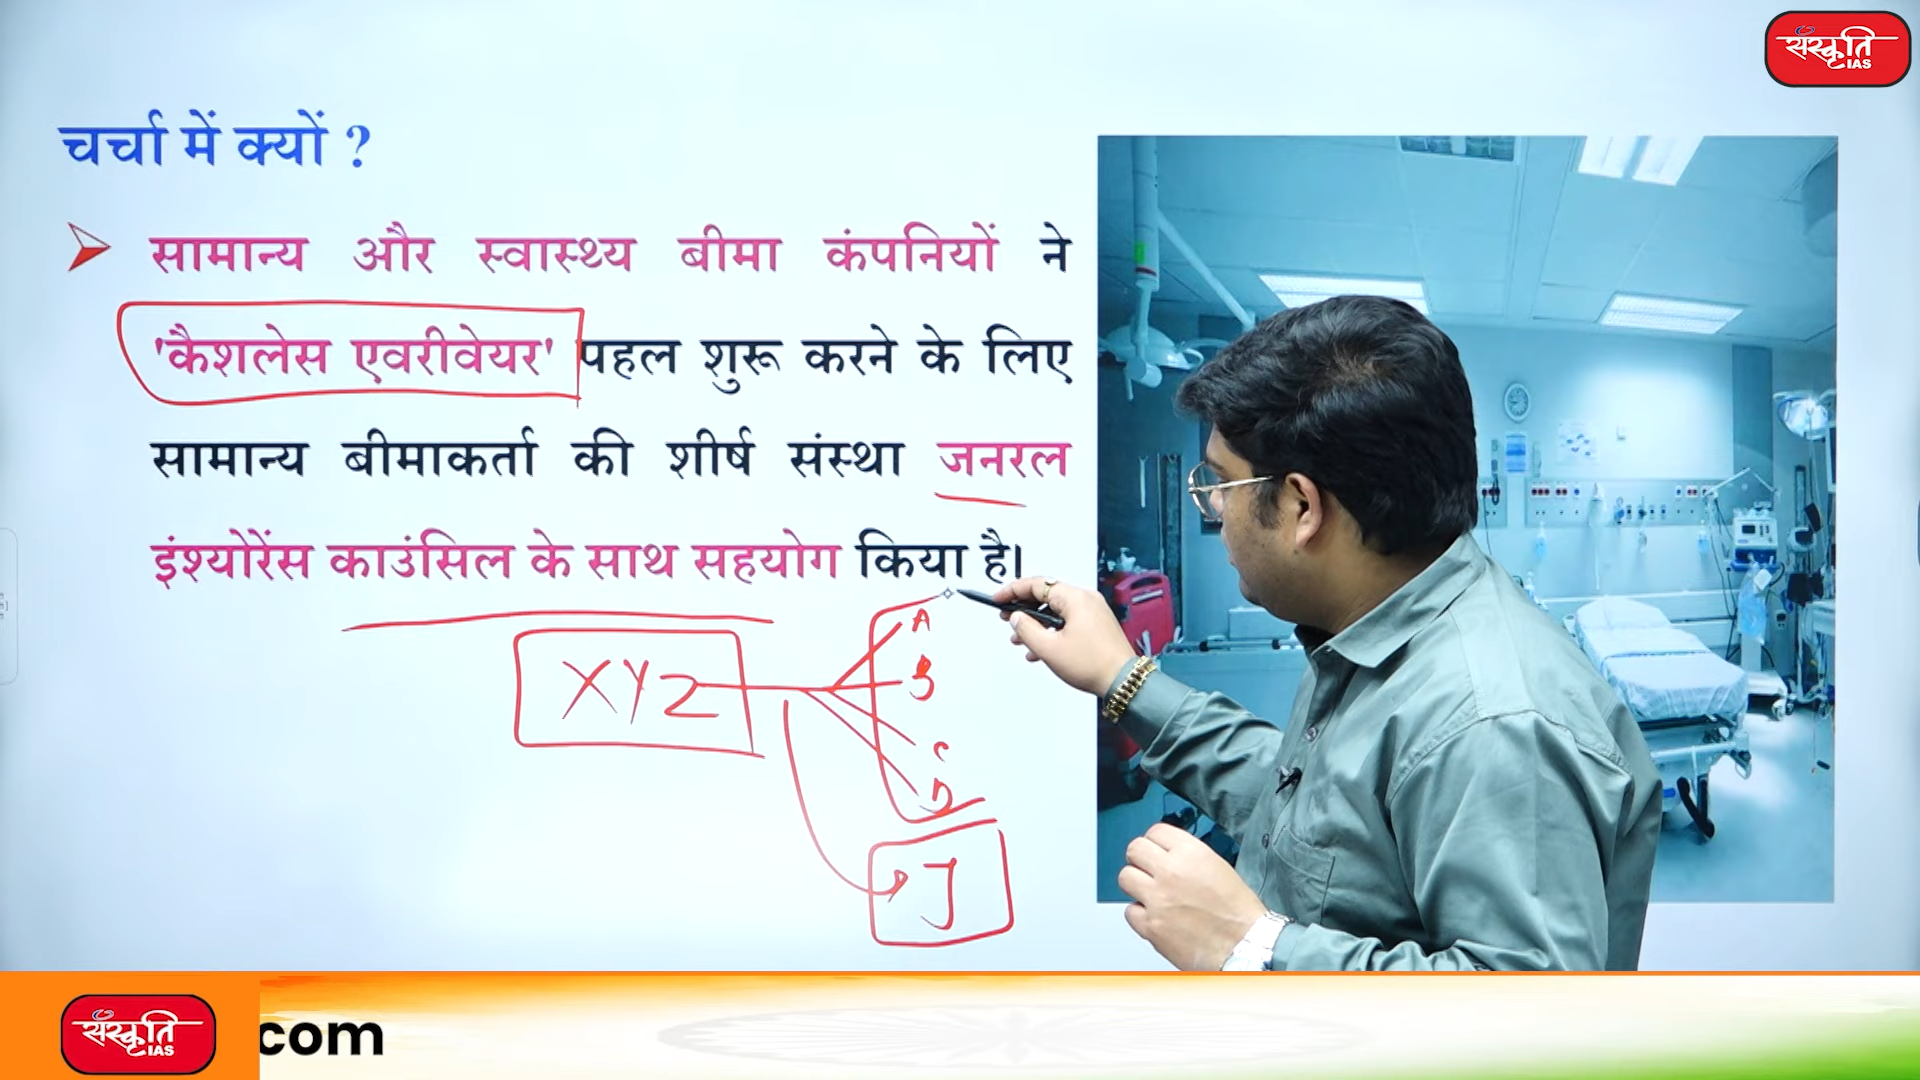 संस्कृति
IAS
चर्चा में क्यों ?
सामान्य और स्वास्थ्य बीमा कंपनियों ने
'कैशलेस एवरीवेयर' पहल शुरू करने के लिए
सामान्य बीमाकर्ता की शीर्ष संस्था जनरल
इंश्योरेंस काउंसिल के साथ सहयोग किया है।
XYZ
A
B
C
D
J
संस्कृति
IAS
com